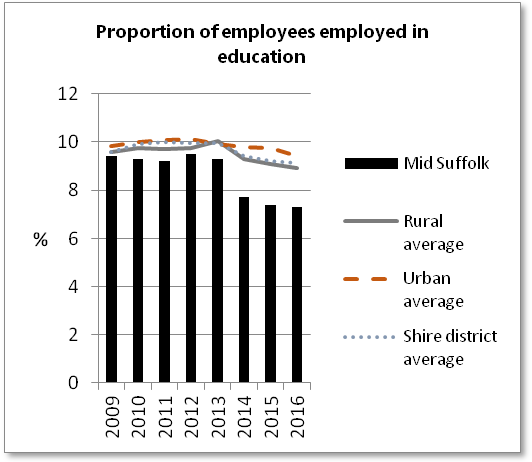 Proportion of employees employed in
education
12
10
8
6
4
2
0
%
2009
2010
2011
2012
2013
2014
2015
2016
Mid Suffolk
Rural
average
Urban
average
Shire district
average